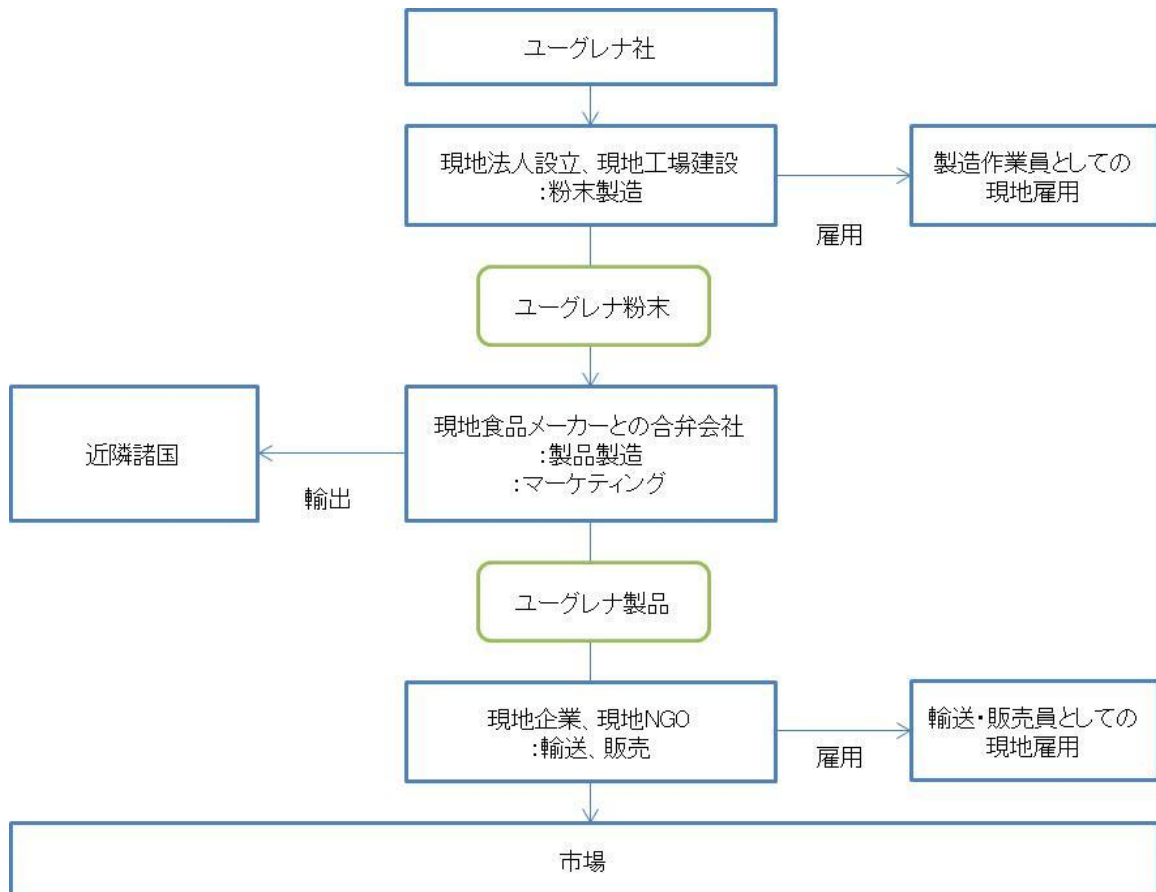 ユーグレナ社
現地法人設立、現地工場建設
:粉末製造
製造作業員としての
現地雇用
雇用
ユーグレナ粉末
近隣諸国
輸出
現地食品メーカーとの合弁会社
:製品製造
:マーケティング
ユーグレナ製品
現地企業、現地NGO
:輸送、販売
雇用
輸送・販売員としての
現地雇用
市場